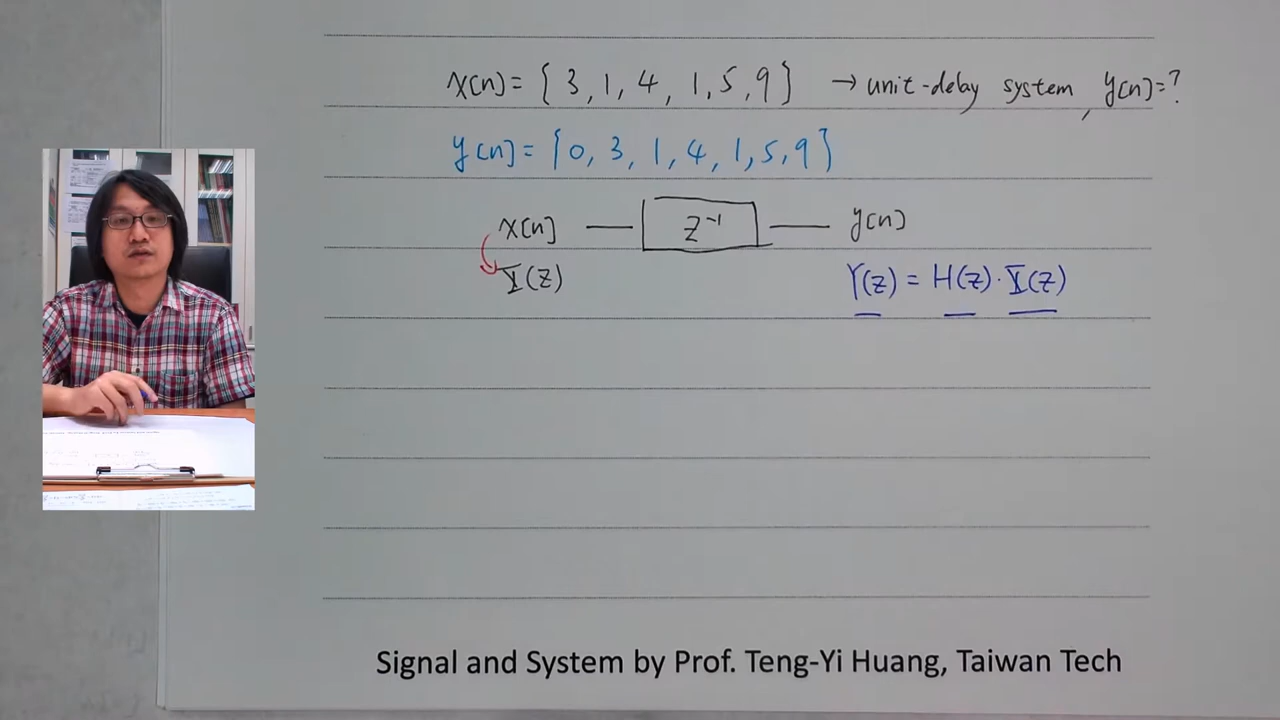 x[n] = { 3, 1, 4, 1, 5, 9 } → unit-delay system, y[n]=?
y[n] = { 0, 3, 1, 4, 1, 5, 9 }
x[n] — z⁻¹ — y[n]
X(z) Y(z) = H(z) · X(z)
Signal and System by Prof. Teng-Yi Huang, Taiwan Tech